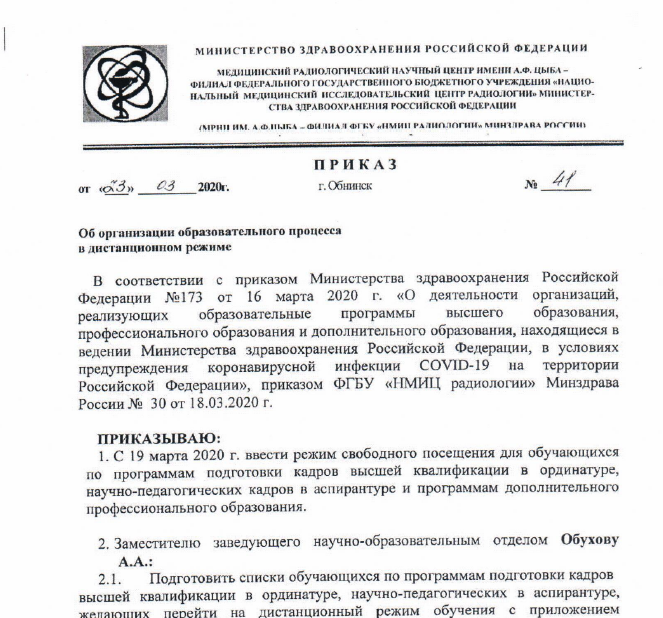 МИНИСТЕРСТВО ЗДРАВООХРАНЕНИЯ РОССИЙСКОЙ ФЕДЕРАЦИИ
МЕДИЦИНСКИЙ РАДИОЛОГИЧЕСКИЙ НАУЧНЫЙ ЦЕНТР ИМЕНИ А.Ф. ЦЫБА –
ФИЛИАЛ ФЕДЕРАЛЬНОГО ГОСУДАРСТВЕННОГО БЮДЖЕТНОГО УЧРЕЖДЕНИЯ «НАЦИО-
НАЛЬНЫЙ МЕДИЦИНСКИЙ ИССЛЕДОВАТЕЛЬСКИЙ ЦЕНТР РАДИОЛОГИИ» МИНИСТЕР-
СТВА ЗДРАВООХРАНЕНИЯ РОССИЙСКОЙ ФЕДЕРАЦИИ
(МРНЦ ИМ. А.Ф.ЦЫБА – ФИЛИАЛ ФГБУ «НМИЦ РАДИОЛОГИИ» МИНЗДРАВА РОССИИ)
ПРИКАЗ
от «23» 03 2020г. г. Обнинск № 41
Об организации образовательного процесса
в дистанционом режиме
В соответствии с приказом Министерства здравоохранения Российской
Федерации №173 от 16 марта 2020 г. «О деятельности организаций,
реализующих образовательные программы высшего образования,
профессионального образования и дополнительного образования, находящиеся в
ведении Министерства здравоохранения Российской Федерации, в условиях
предупреждения коронавирусной инфекции COVID-19 на территории
Российской Федерации», приказом ФГБУ «НМИЦ радиологии» Минздрава
России № 30 от 18.03.2020 г.
ПРИКАЗЫВАЮ:
1. С 19 марта 2020 г. ввести режим свободного посещения для обучающихся
по программам подготовки кадров высшей квалификации в ординатуре,
научно-педагогических кадров в аспирантуре и программам дополнительного
профессионального образования.
2. Заместителю заведующего научно-образовательным отделом Обухову
А.А.:
2.1. Подготовить списки обучающихся по программам подготовки кадров
высшей квалификации в ординатуре, научно-педагогических в аспирантуре,
желающих перейти на дистанционный режим обучения с приложением